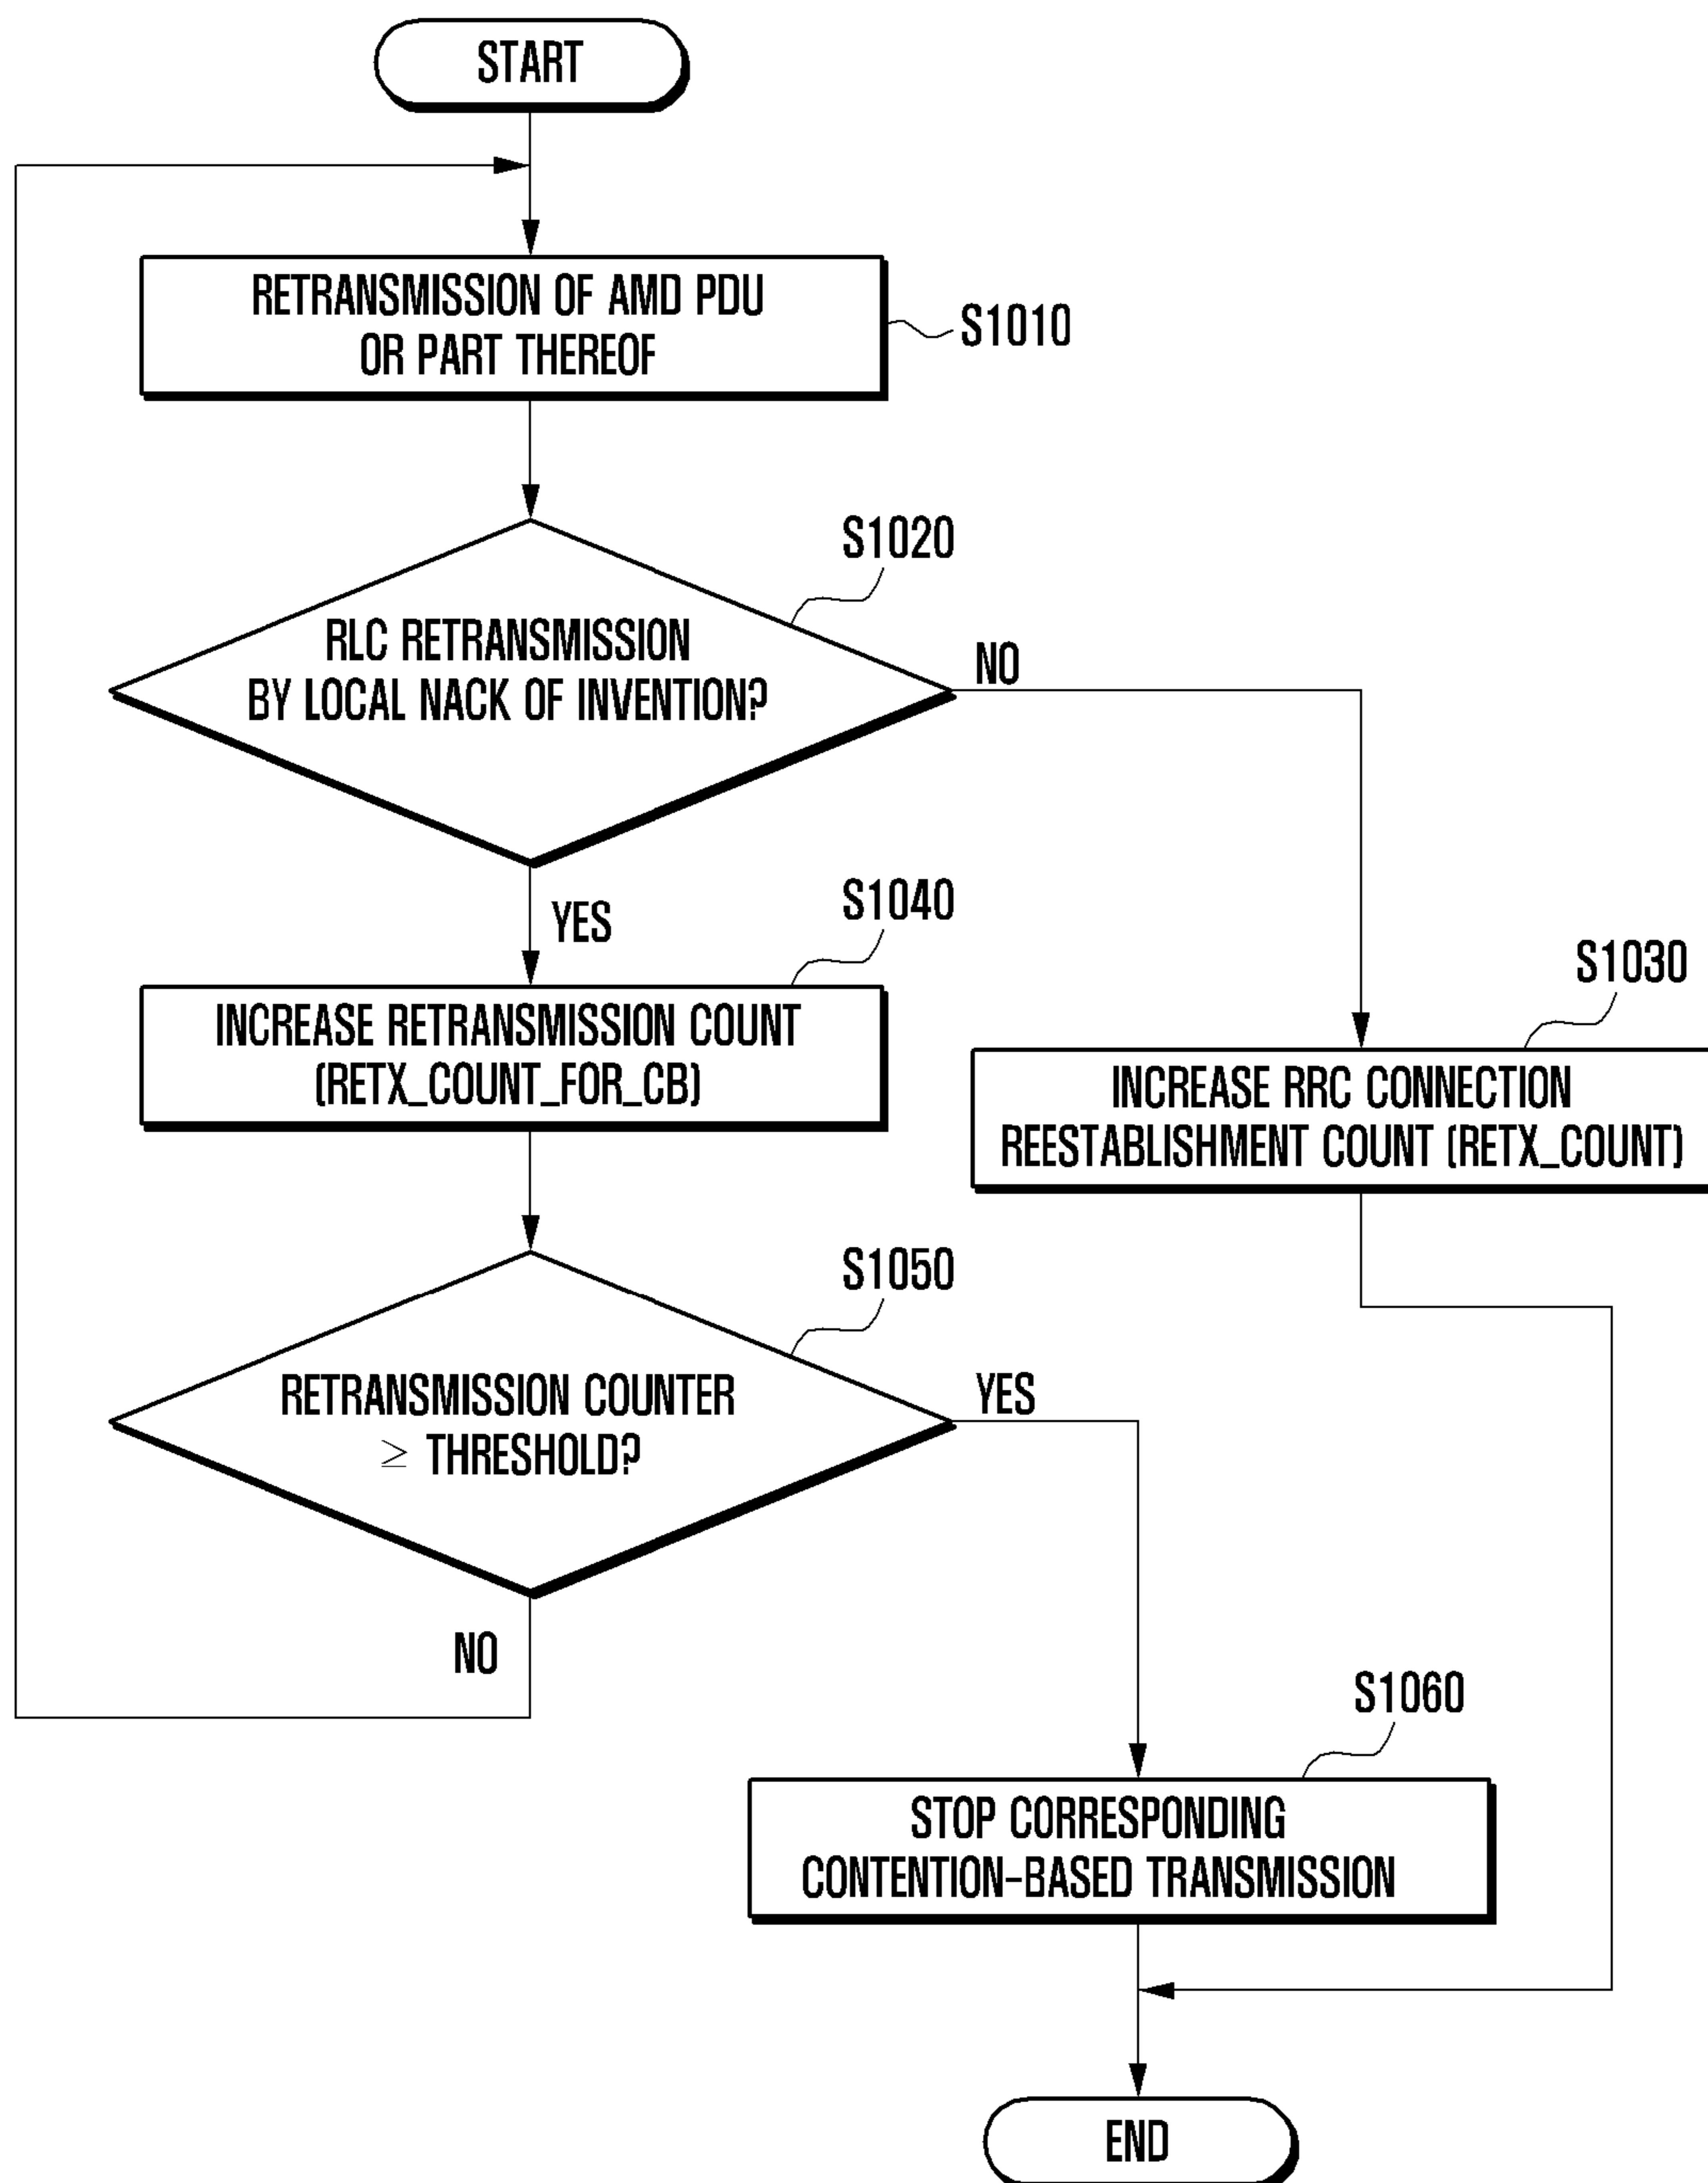 START
RETRANSMISSION OF AMD PDU
OR PART THEREOF
S1010
S1020
RLC RETRANSMISSION
BY LOCAL NACK OF INVENTION?
NO
YES
S1040
INCREASE RETRANSMISSION COUNT
(RETX_COUNT_FOR_CB)
S1030
INCREASE RRC CONNECTION
REESTABLISHMENT COUNT (RETX_COUNT)
S1050
RETRANSMISSION COUNTER
≥ THRESHOLD?
YES
NO
S1060
STOP CORRESPONDING
CONTENTION-BASED TRANSMISSION
END